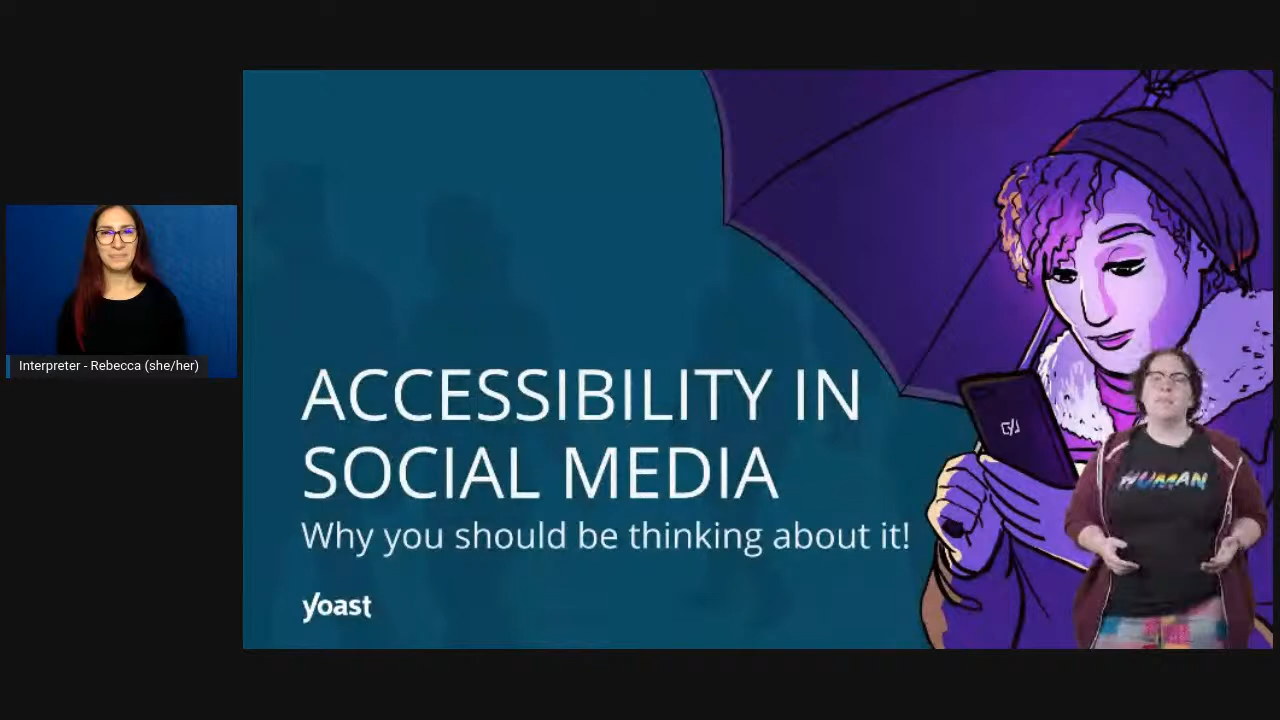 Interpreter - Rebecca (she/her)
ACCESSIBILITY IN
SOCIAL MEDIA
Why you should be thinking about it!
yoast
HUMAN